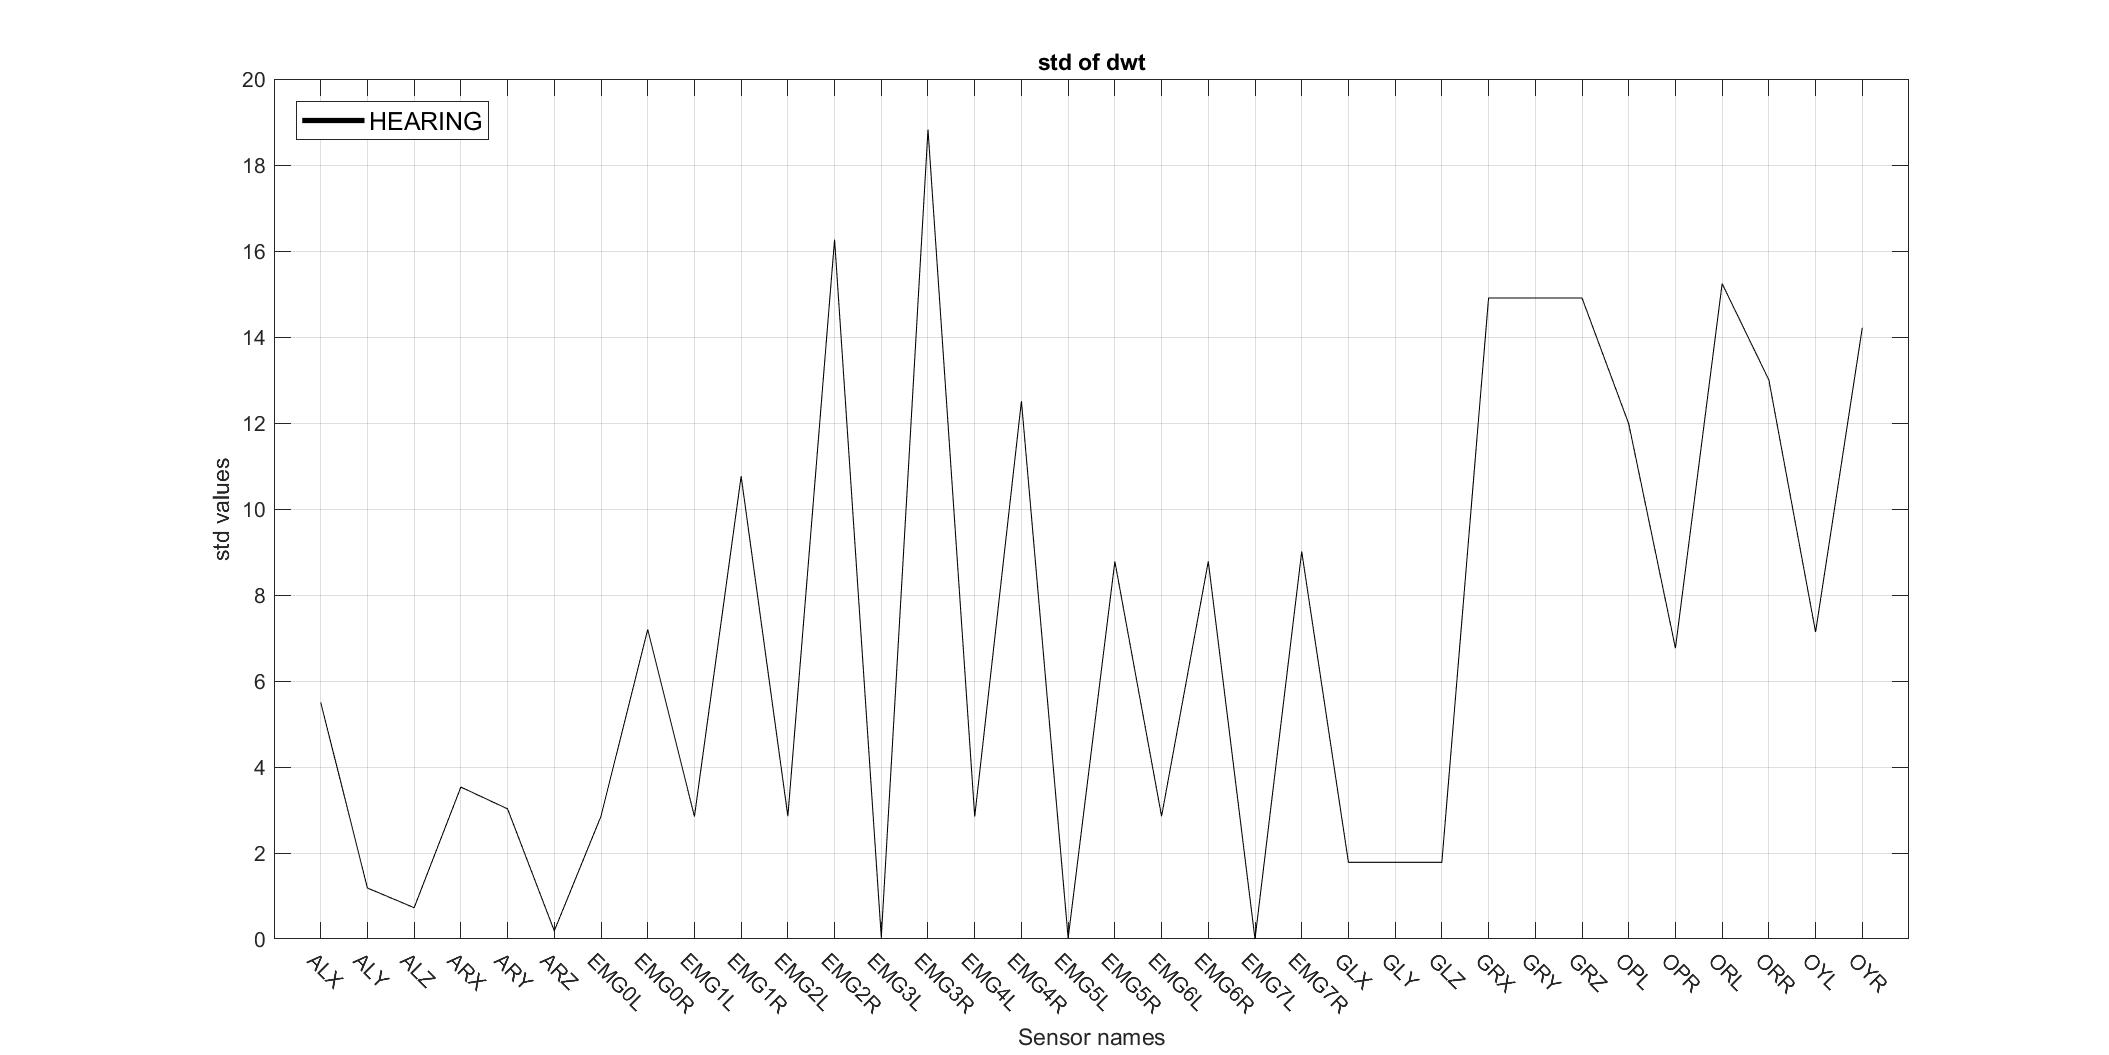 std of dwt
HEARING
20
18
16
14
12
10
8
6
4
2
0
std values
ALX
ALY
ALZ
ARX
ARY
ARZ
EMG0L
EMG0R
EMG1L
EMG1R
EMG2L
EMG2R
EMG3L
EMG3R
EMG4L
EMG4R
EMG5L
EMG5R
EMG6L
EMG6R
EMG7L
EMG7R
GLX
GLY
GLZ
GRX
GRY
GRZ
OPL
OPR
ORL
ORR
OYL
OYR
Sensor names